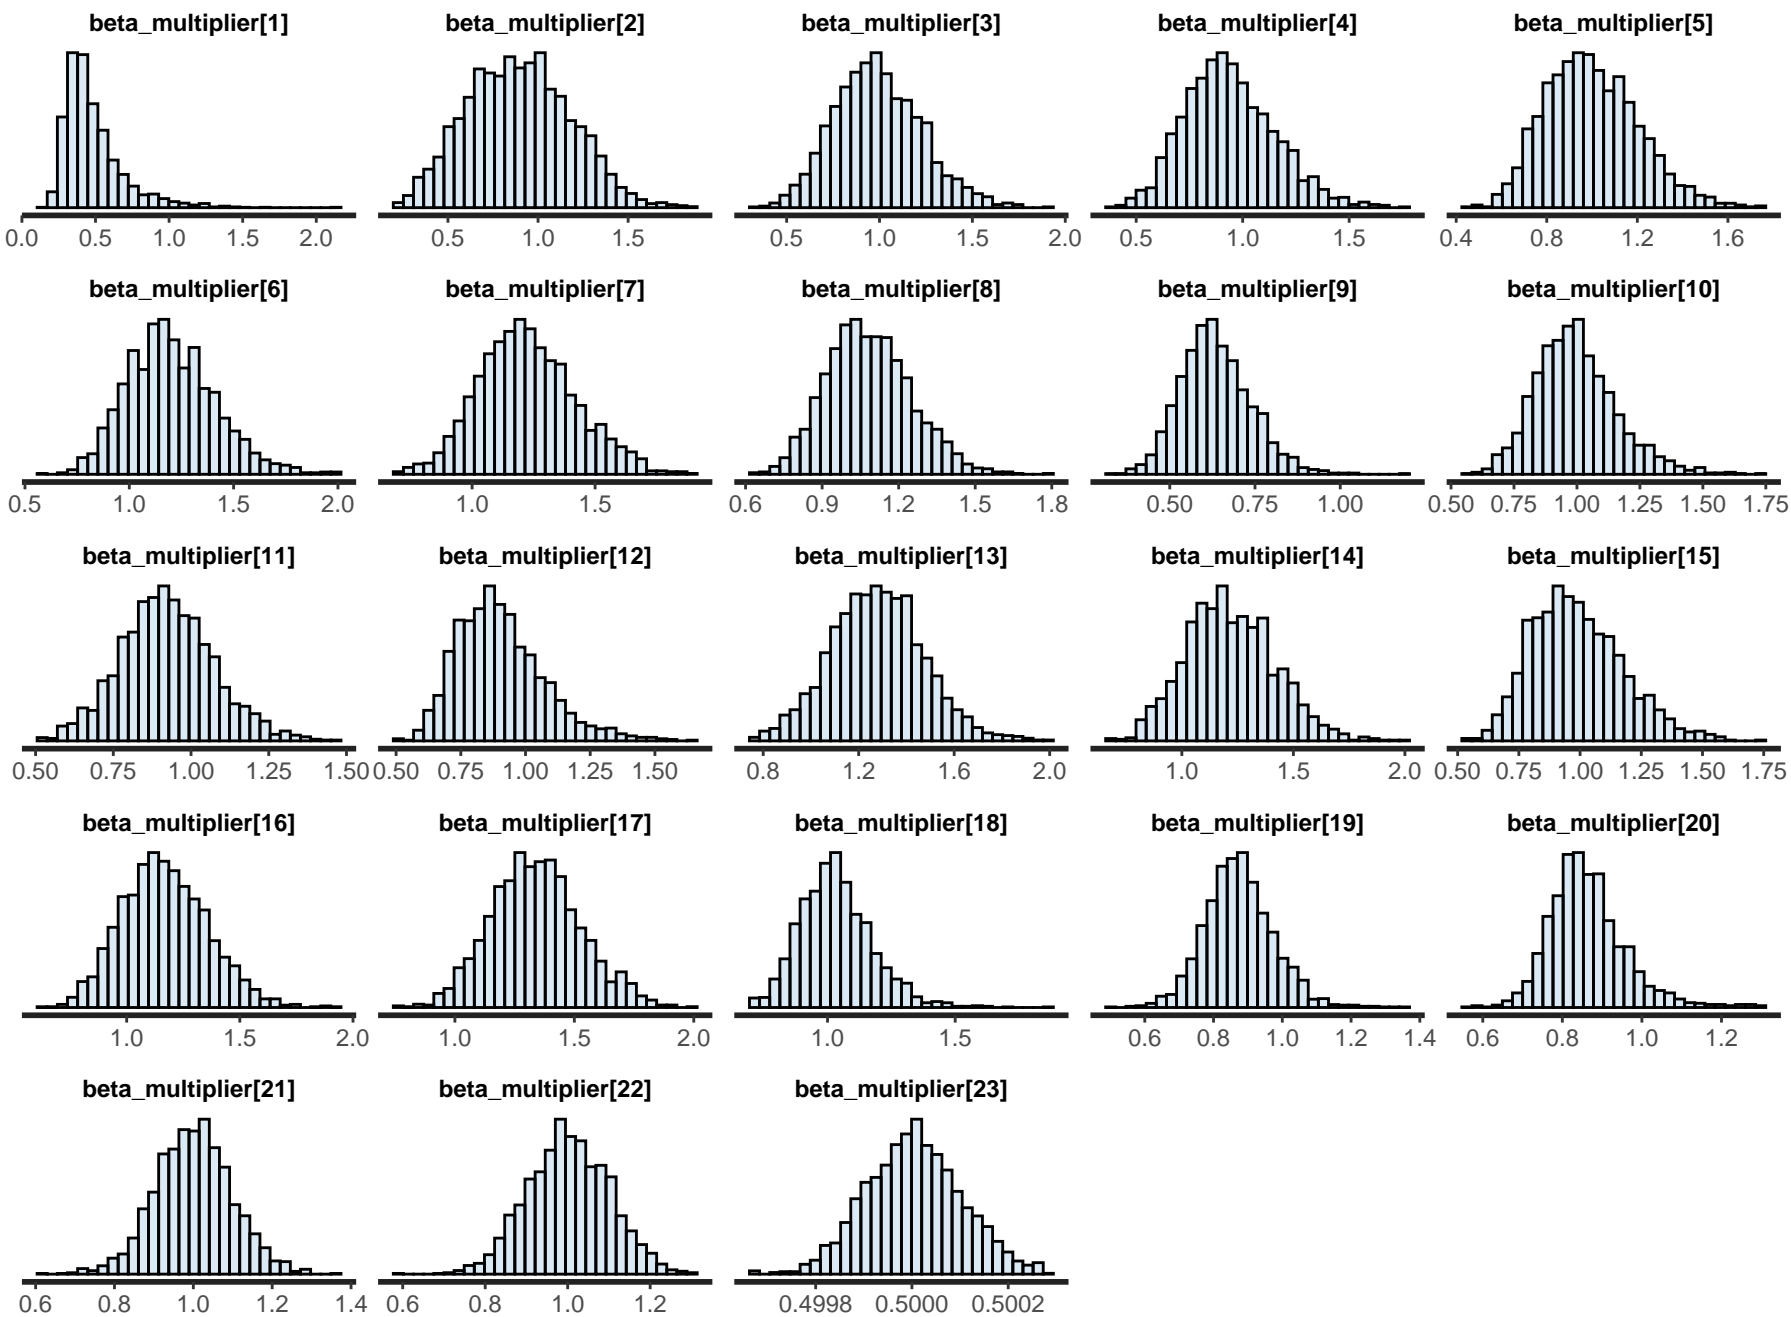 beta_multiplier[1] beta_multiplier[2] beta_multiplier[3] beta_multiplier[4] beta_multiplier[5]
0.0 0.5 1.0 1.5 2.0 0.5 1.0 1.5 0.5 1.0 1.5 2.0 0.5 1.0 1.5 0.4 0.8 1.2 1.6
beta_multiplier[6] beta_multiplier[7] beta_multiplier[8] beta_multiplier[9] beta_multiplier[10]
0.5 1.0 1.5 2.0 1.0 1.5 0.6 0.9 1.2 1.5 1.8 0.50 0.75 1.00 0.50 0.75 1.00 1.25 1.50 1.75
beta_multiplier[11] beta_multiplier[12] beta_multiplier[13] beta_multiplier[14] beta_multiplier[15]
0.50 0.75 1.00 1.25 1.50 0.50 0.75 1.00 1.25 1.50 0.8 1.2 1.6 2.0 1.0 1.5 2.0 0.50 0.75 1.00 1.25 1.50 1.75
beta_multiplier[16] beta_multiplier[17] beta_multiplier[18] beta_multiplier[19] beta_multiplier[20]
1.0 1.5 2.0 1.0 1.5 2.0 1.0 1.5 0.6 0.8 1.0 1.2 1.4 0.6 0.8 1.0 1.2
beta_multiplier[21] beta_multiplier[22] beta_multiplier[23]
0.6 0.8 1.0 1.2 1.4 0.6 0.8 1.0 1.2 0.4998 0.5000 0.5002